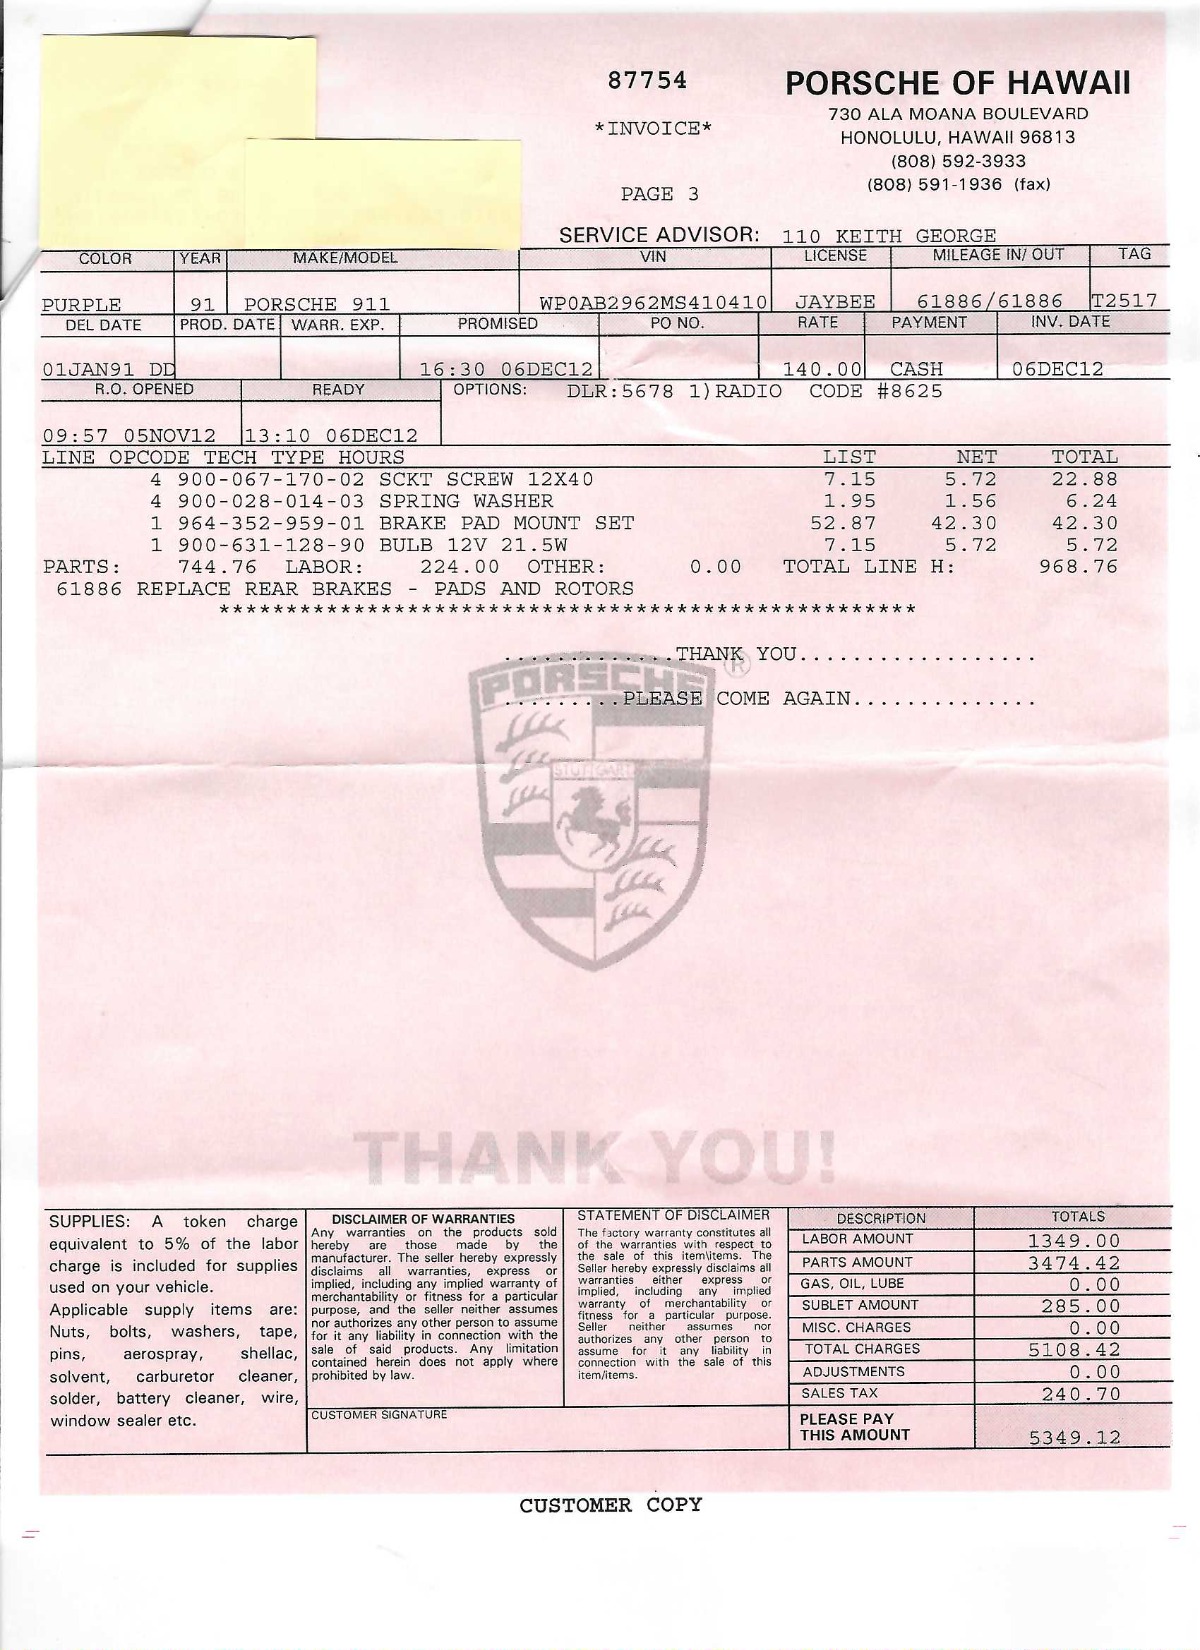 87754
*INVOICE*
PAGE 3
PORSCHE OF HAWAII
730 ALA MOANA BOULEVARD
HONOLULU, HAWAII 96813
(808) 592-3933
(808) 591-1936 (fax)
SERVICE ADVISOR: 110 KEITH GEORGE
COLOR YEAR MAKE/MODEL VIN LICENSE MILEAGE IN/ OUT TAG
PURPLE 91 PORSCHE 911 WP0AB2962MS410410 JAYBEE 61886/61886 T2517
DEL DATE PROD. DATE WARR. EXP. PROMISED PO NO. RATE PAYMENT INV. DATE
01JAN91 DD 16:30 06DEC12 140.00 CASH 06DEC12
R.O. OPENED READY OPTIONS: DLR:5678 1)RADIO CODE #8625
09:57 05NOV12 13:10 06DEC12
LINE OPCODE TECH TYPE HOURS LIST NET TOTAL
4 900-067-170-02 SCKT SCREW 12X40 7.15 5.72 22.88
4 900-028-014-03 SPRING WASHER 1.95 1.56 6.24
1 964-352-959-01 BRAKE PAD MOUNT SET 52.87 42.30 42.30
1 900-631-128-90 BULB 12V 21.5W 7.15 5.72 5.72
PARTS: 744.76 LABOR: 224.00 OTHER: 0.00 TOTAL LINE H: 968.76
61886 REPLACE REAR BRAKES - PADS AND ROTORS
****************************************************
.............THANK YOU..................
.........PLEASE COME AGAIN..............
PORSCHE ®
STUTTGART
THANK YOU!
SUPPLIES: A token charge
equivalent to 5% of the labor
charge is included for supplies
used on your vehicle.
Applicable supply items are:
Nuts, bolts, washers, tape,
pins, aerospray, shellac,
solvent, carburetor cleaner,
solder, battery cleaner, wire,
window sealer etc.
DISCLAIMER OF WARRANTIES
Any warranties on the products sold
hereby are those made by the
manufacturer. The seller hereby expressly
disclaims all warranties, express or
implied, including any implied warranty of
merchantability or fitness for a particular
purpose, and the seller neither assumes
nor authorizes any other person to assume
for it any liability in connection with the
sale of said products. Any limitation
contained herein does not apply where
prohibited by law.
CUSTOMER SIGNATURE
STATEMENT OF DISCLAIMER
The factory warranty constitutes all
of the warranties with respect to
the sale of this item\items. The
Seller hereby expressly disclaims all
warranties either express or
implied, including any implied
warranty of merchantability or
fitness for a particular purpose.
Seller neither assumes nor
authorizes any other person to
assume for it any liability in
connection with the sale of this
item/items.
DESCRIPTION TOTALS
LABOR AMOUNT 1349.00
PARTS AMOUNT 3474.42
GAS, OIL, LUBE 0.00
SUBLET AMOUNT 285.00
MISC. CHARGES 0.00
TOTAL CHARGES 5108.42
ADJUSTMENTS 0.00
SALES TAX 240.70
PLEASE PAY
THIS AMOUNT 5349.12
CUSTOMER COPY